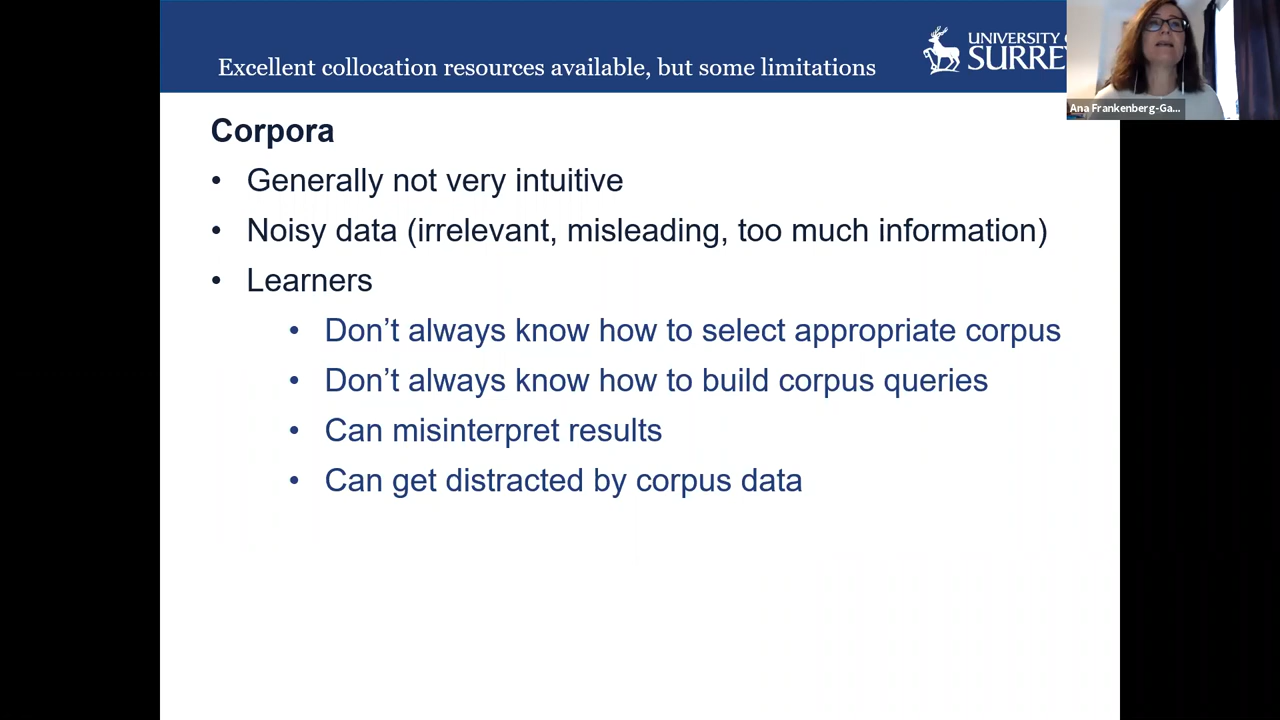 Excellent collocation resources available, but some limitations
UNIVERSITY O
SURREY
Ana Frankenberg-Ga...
Corpora
• Generally not very intuitive
• Noisy data (irrelevant, misleading, too much information)
• Learners
• Don’t always know how to select appropriate corpus
• Don’t always know how to build corpus queries
• Can misinterpret results
• Can get distracted by corpus data